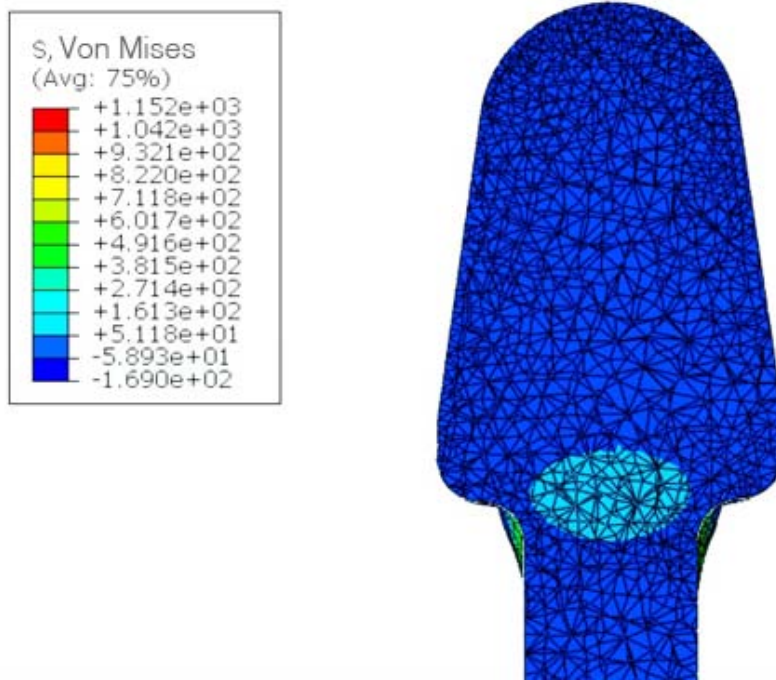 S, Von Mises
(Avg: 75%)
+1.152e+03
+1.042e+03
+9.321e+02
+8.220e+02
+7.118e+02
+6.017e+02
+4.916e+02
+3.815e+02
+2.714e+02
+1.613e+02
+5.118e+01
-5.893e+01
-1.690e+02